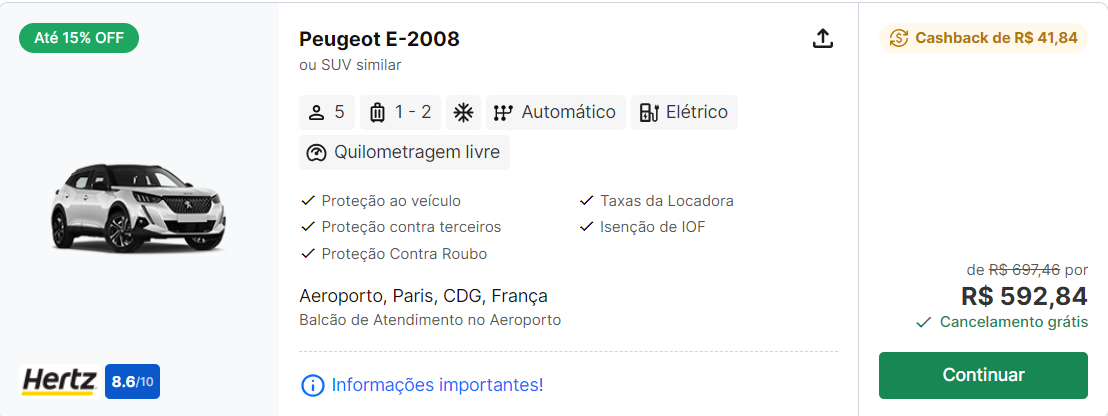 Até 15% OFF
Peugeot E-2008
ou SUV similar
5
1 - 2
Automático
Elétrico
Quilometragem livre
Proteção ao veículo
Taxas da Locadora
Proteção contra terceiros
Isenção de IOF
Proteção Contra Roubo
Aeroporto, Paris, CDG, França
Balcão de Atendimento no Aeroporto
Informações importantes!
Hertz
8.6/10
Cashback de R$ 41,84
de R$ 697,46 por
R$ 592,84
Cancelamento grátis
Continuar